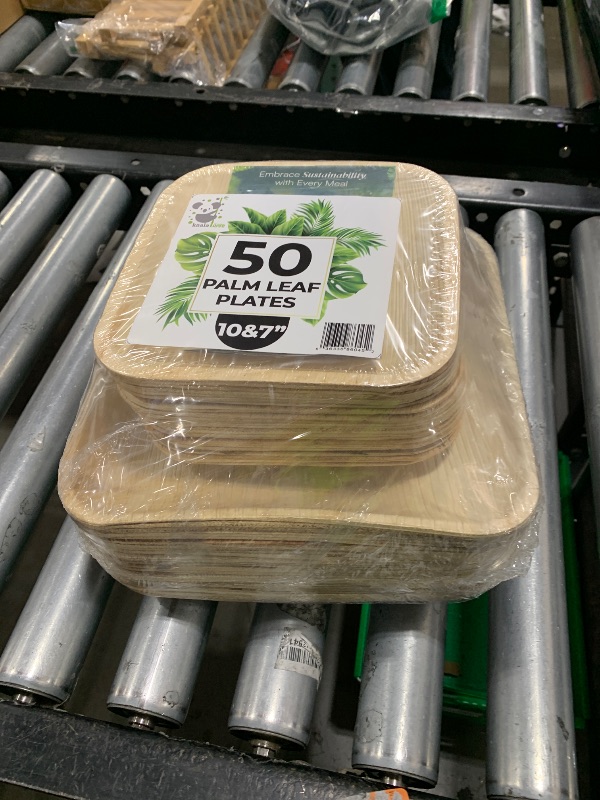 Embrace Sustainability
with Every Meal
50
PALM LEAF
PLATES
10&7"